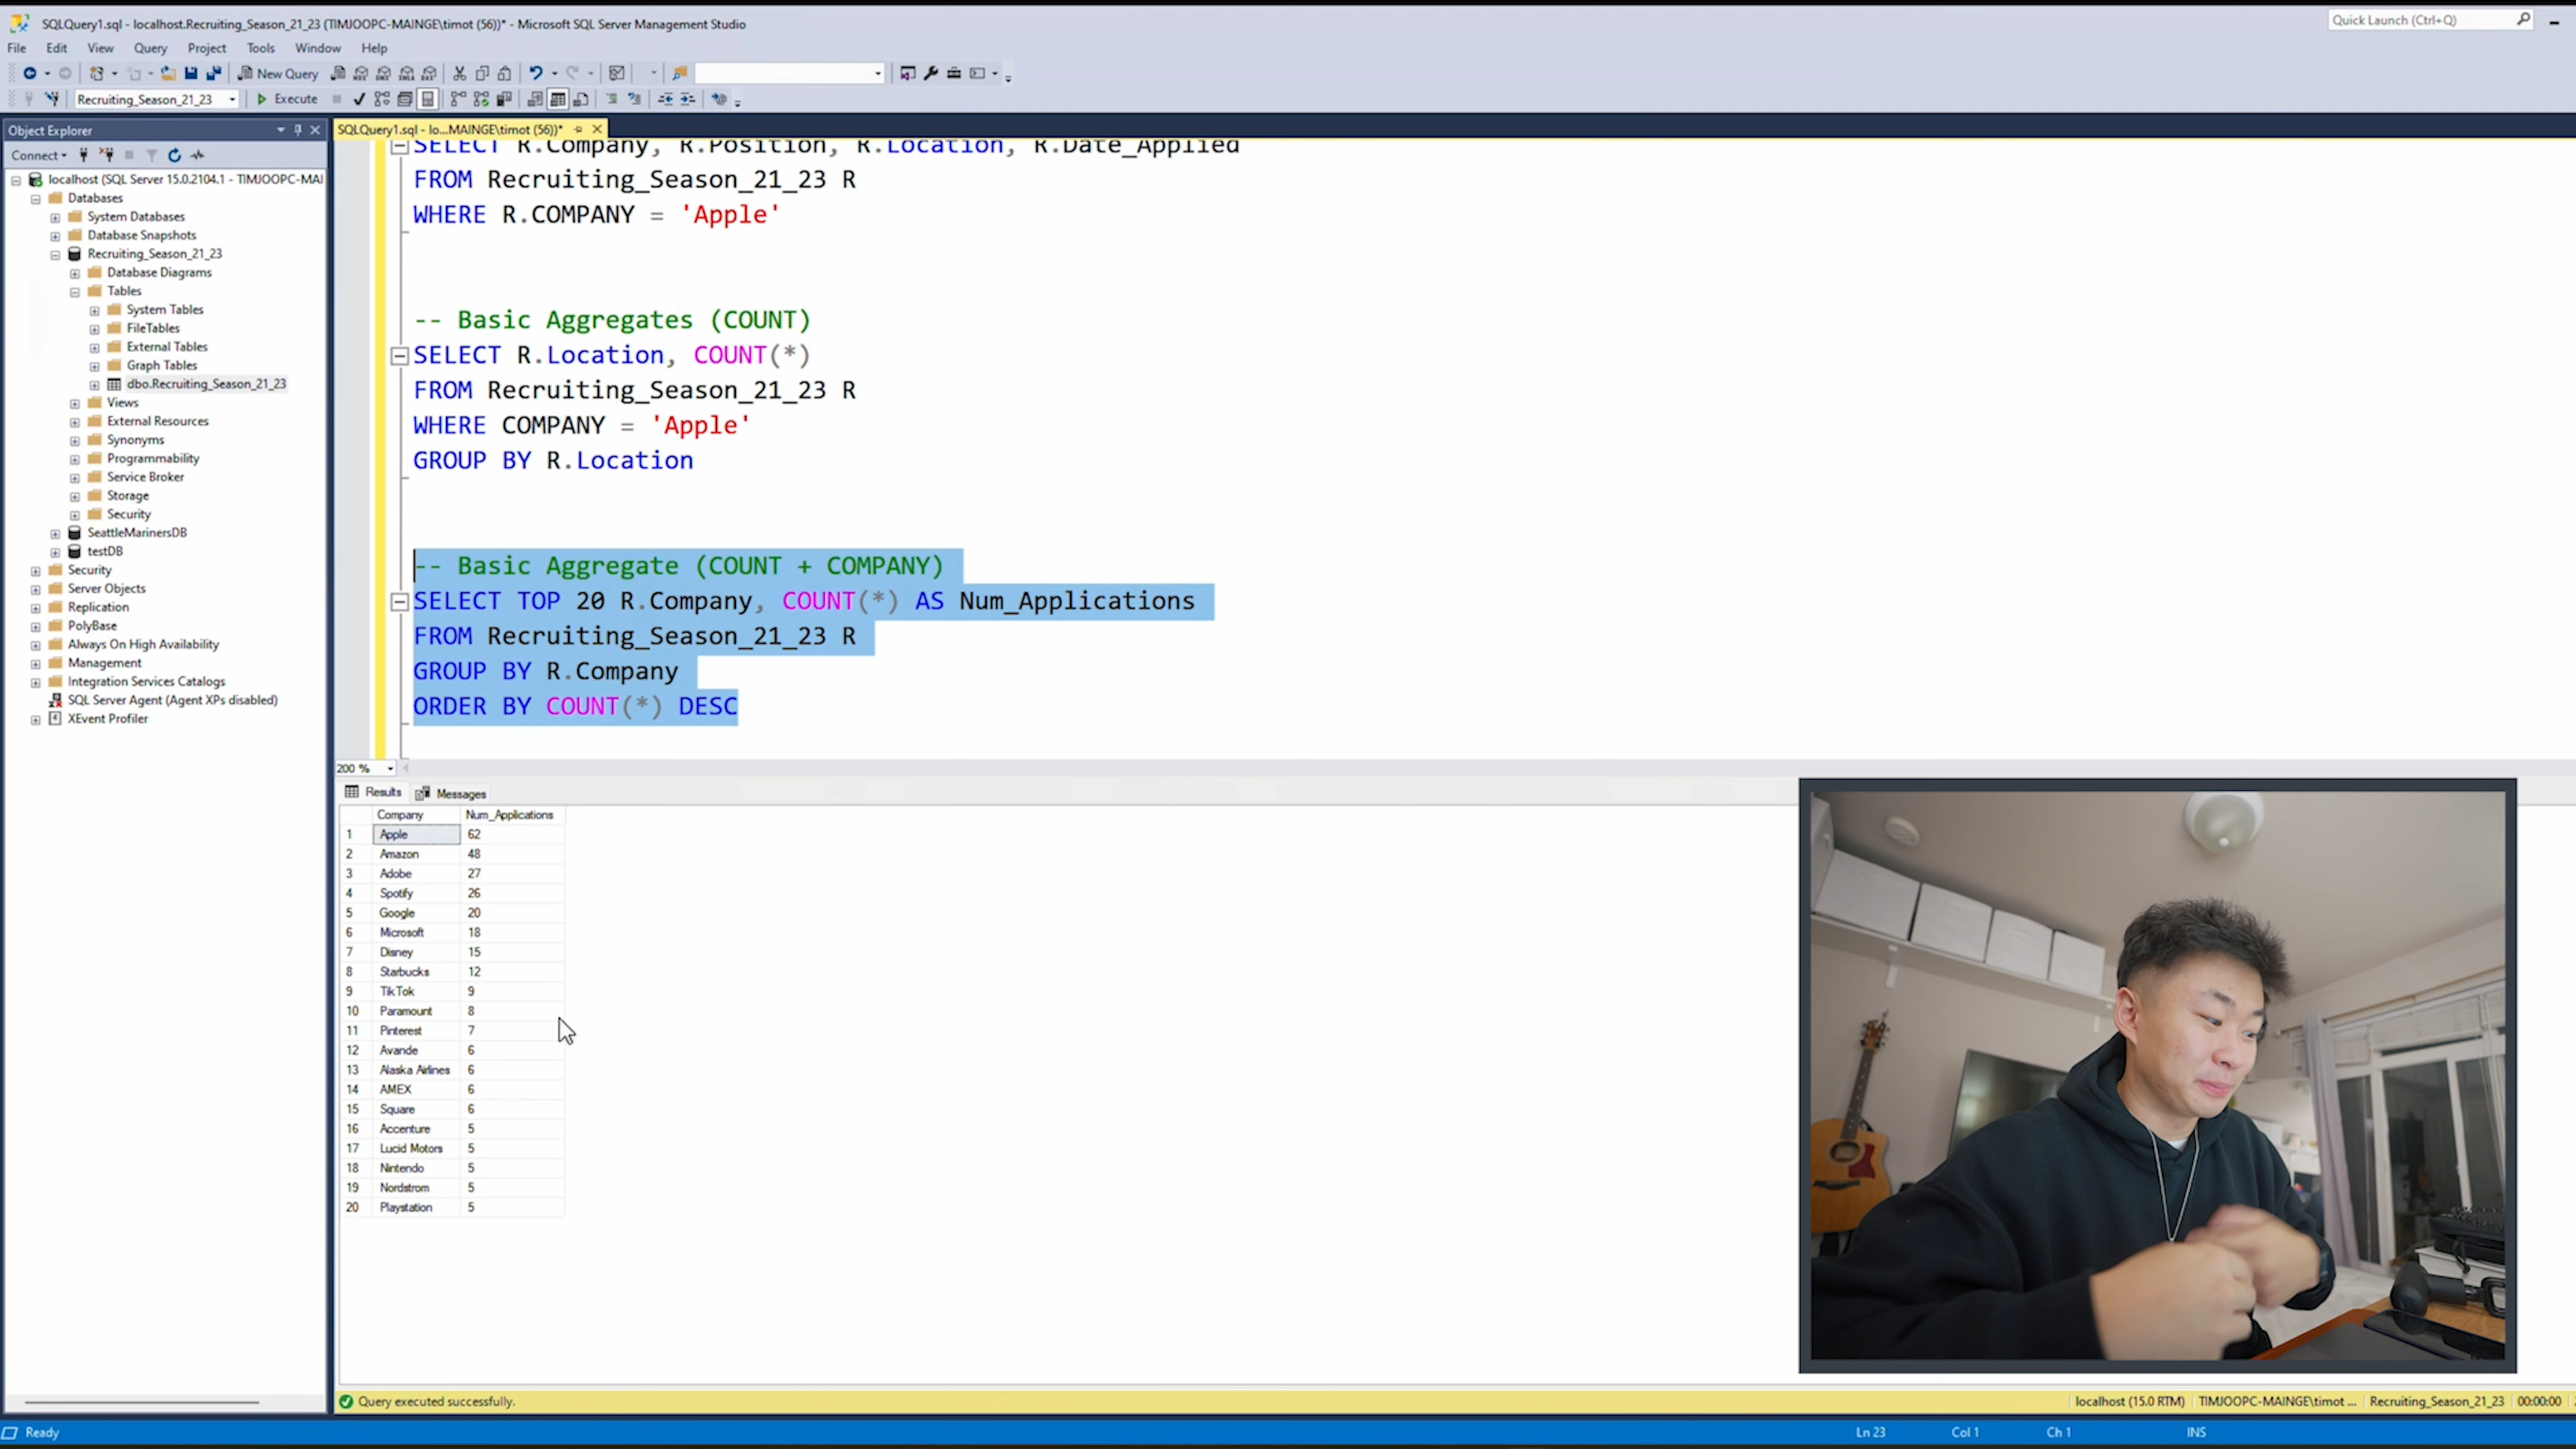 SQLQuery1.sql - localhost.Recruiting_Season_21_23 (TIMJOOPC-MAINGE\timot (56))* - Microsoft SQL Server Management Studio
Quick Launch (Ctrl+Q)
File Edit View Query Project Tools Window Help
New Query
Recruiting_Season_21_23 Execute
Object Explorer
Connect
localhost (SQL Server 15.0.2104.1 - TIMJOOPC-MAI
Databases
System Databases
Database Snapshots
Recruiting_Season_21_23
Database Diagrams
Tables
System Tables
FileTables
External Tables
Graph Tables
dbo.Recruiting_Season_21_23
Views
External Resources
Synonyms
Programmability
Service Broker
Storage
Security
SeattleMarinersDB
testDB
Security
Server Objects
Replication
PolyBase
Always On High Availability
Management
Integration Services Catalogs
SQL Server Agent (Agent XPs disabled)
XEvent Profiler
SQLQuery1.sql - lo...MAINGE\timot (56))*
SELECT R.Company, R.Position, R.Location, R.Date_Applied
FROM Recruiting_Season_21_23 R
WHERE R.COMPANY = 'Apple'
-- Basic Aggregates (COUNT)
SELECT R.Location, COUNT(*)
FROM Recruiting_Season_21_23 R
WHERE COMPANY = 'Apple'
GROUP BY R.Location
-- Basic Aggregate (COUNT + COMPANY)
SELECT TOP 20 R.Company, COUNT(*) AS Num_Applications
FROM Recruiting_Season_21_23 R
GROUP BY R.Company
ORDER BY COUNT(*) DESC
200 %
Results Messages
Company Num_Applications
1 Apple 62
2 Amazon 48
3 Adobe 27
4 Spotify 26
5 Google 20
6 Microsoft 18
7 Disney 15
8 Starbucks 12
9 TikTok 9
10 Paramount 8
11 Pinterest 7
12 Avande 6
13 Alaska Airlines 6
14 AMEX 6
15 Square 6
16 Accenture 5
17 Lucid Motors 5
18 Nintendo 5
19 Nordstrom 5
20 Playstation 5
Query executed successfully.
localhost (15.0 RTM) TIMJOOPC-MAINGE\timot ... Recruiting_Season_21_23 00:00:00
Ready
Ln 23 Col 1 Ch 1 INS